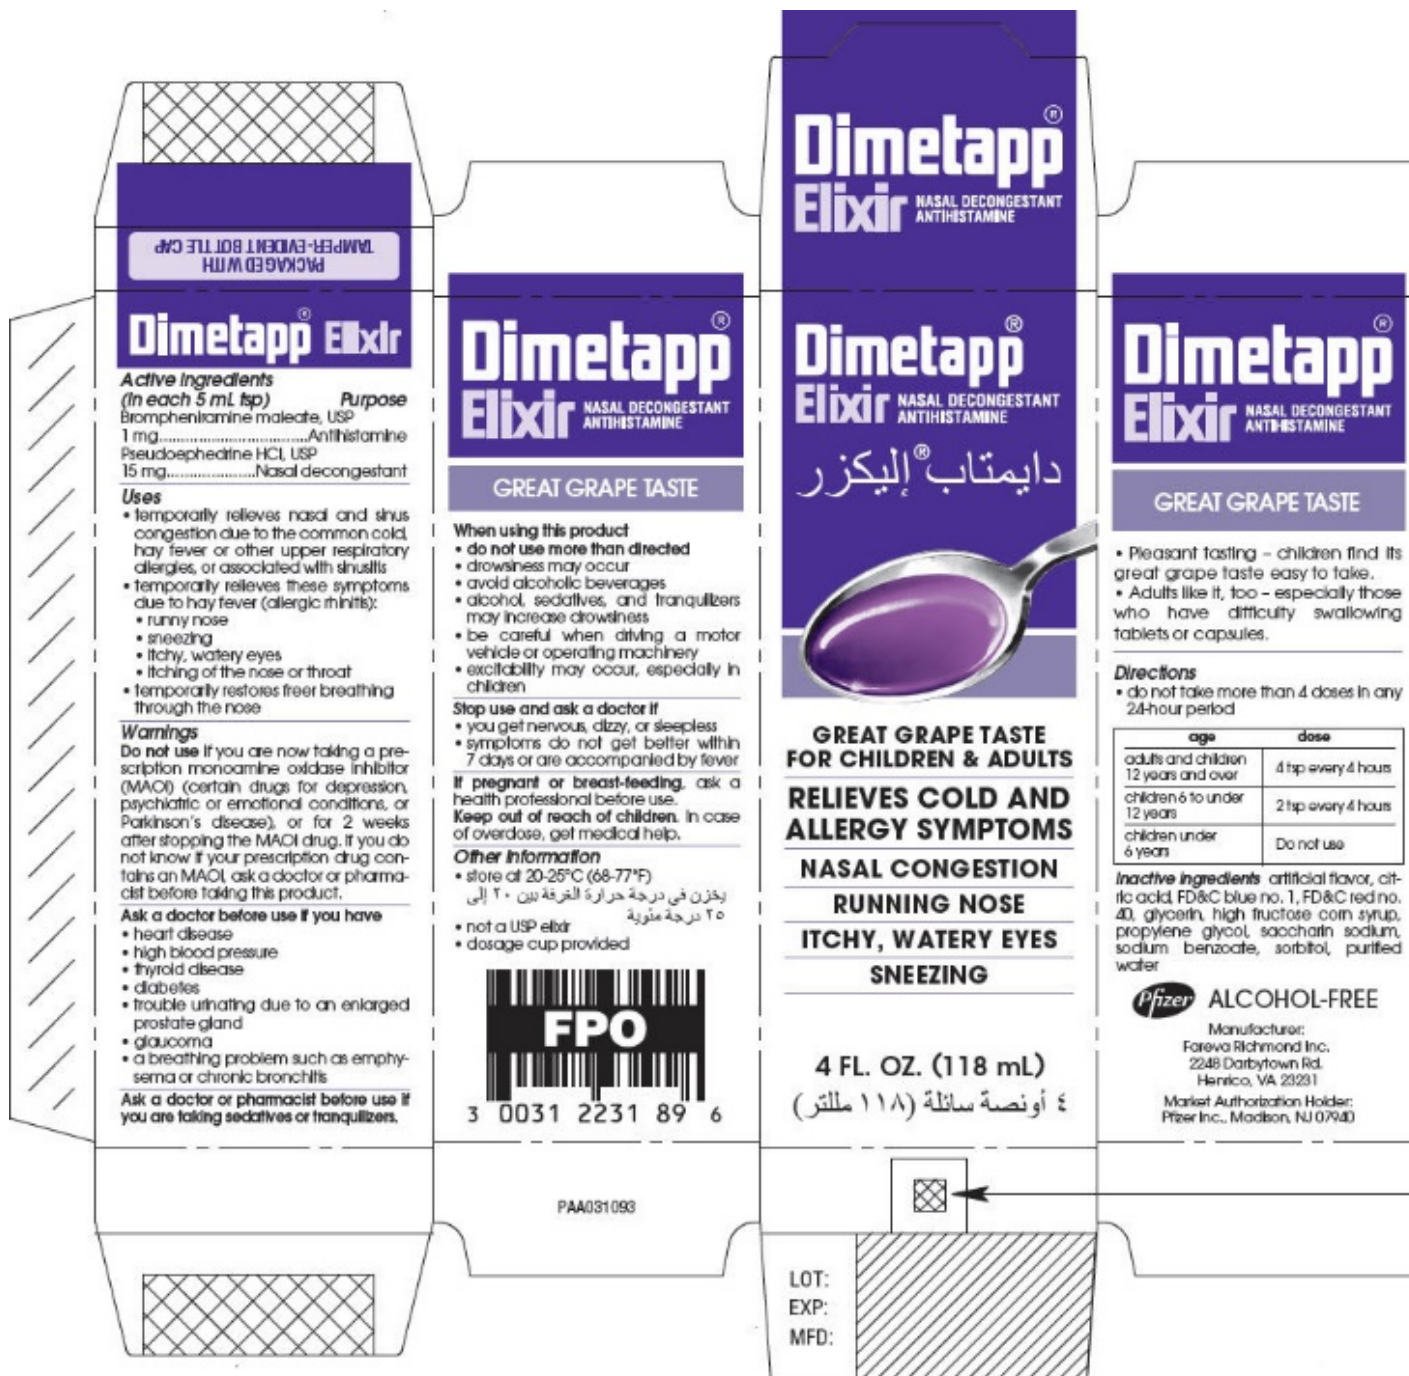 PACKAGED WITH
TAMPER-EVIDENT BOTTLE CAP
Dimetapp® Elixir
Active ingredients
(in each 5 mL tsp) Purpose
Brompheniramine maleate, USP
1 mg..................................Antihistamine
Pseudoephedrine HCl, USP
15 mg.....................Nasal decongestant
Uses
• temporarily relieves nasal and sinus
congestion due to the common cold,
hay fever or other upper respiratory
allergies, or associated with sinusitis
• temporarily relieves these symptoms
due to hay fever (allergic rhinitis):
• runny nose
• sneezing
• itchy, watery eyes
• itching of the nose or throat
• temporarily restores freer breathing
through the nose
Warnings
Do not use if you are now taking a pre-
scription monoamine oxidase inhibitor
(MAOI) (certain drugs for depression,
psychiatric or emotional conditions, or
Parkinson's disease), or for 2 weeks
after stopping the MAOI drug. If you do
not know if your prescription drug con-
tains an MAOI, ask a doctor or pharma-
cist before taking this product.
Ask a doctor before use if you have
• heart disease
• high blood pressure
• thyroid disease
• diabetes
• trouble urinating due to an enlarged
prostate gland
• glaucoma
• a breathing problem such as emphy-
sema or chronic bronchitis
Ask a doctor or pharmacist before use if
you are taking sedatives or tranquilizers.
Dimetapp®
Elixir NASAL DECONGESTANT
ANTIHISTAMINE
GREAT GRAPE TASTE
When using this product
• do not use more than directed
• drowsiness may occur
• avoid alcoholic beverages
• alcohol, sedatives, and tranquilizers
may increase drowsiness
• be careful when driving a motor
vehicle or operating machinery
• excitability may occur, especially in
children
Stop use and ask a doctor if
• you get nervous, dizzy, or sleepless
• symptoms do not get better within
7 days or are accompanied by fever
If pregnant or breast-feeding, ask a
health professional before use.
Keep out of reach of children. In case
of overdose, get medical help.
Other information
• store at 20-25°C (68-77°F)
يخزن في درجة حرارة الغرفة بين ٢٠ إلى
٢٥ درجة مئوية
• not a USP elixir
• dosage cup provided
FPO
3 0031 2231 89 6
PAA031093
Dimetapp®
Elixir NASAL DECONGESTANT
ANTIHISTAMINE
Dimetapp®
Elixir NASAL DECONGESTANT
ANTIHISTAMINE
دايمتاب® إليكزر
GREAT GRAPE TASTE
FOR CHILDREN & ADULTS
RELIEVES COLD AND
ALLERGY SYMPTOMS
NASAL CONGESTION
RUNNING NOSE
ITCHY, WATERY EYES
SNEEZING
4 FL. OZ. (118 mL)
٤ أونصة سائلة (١١٨ مللتر)
LOT:
EXP:
MFD:
Dimetapp®
Elixir NASAL DECONGESTANT
ANTIHISTAMINE
GREAT GRAPE TASTE
• Pleasant tasting – children find its
great grape taste easy to take.
• Adults like it, too – especially those
who have difficulty swallowing
tablets or capsules.
Directions
• do not take more than 4 doses in any
24-hour period
age dose
adults and children
12 years and over 4 tsp every 4 hours
children 6 to under
12 years 2 tsp every 4 hours
children under
6 years Do not use
Inactive ingredients artificial flavor, cit-
ric acid, FD&C blue no. 1, FD&C red no.
40, glycerin, high fructose corn syrup,
propylene glycol, saccharin sodium,
sodium benzoate, sorbitol, purified
water
Pfizer ALCOHOL-FREE
Manufacturer:
Fareva Richmond Inc.
2248 Darbytown Rd.
Henrico, VA 23231
Market Authorization Holder:
Pfizer Inc., Madison, NJ 07940